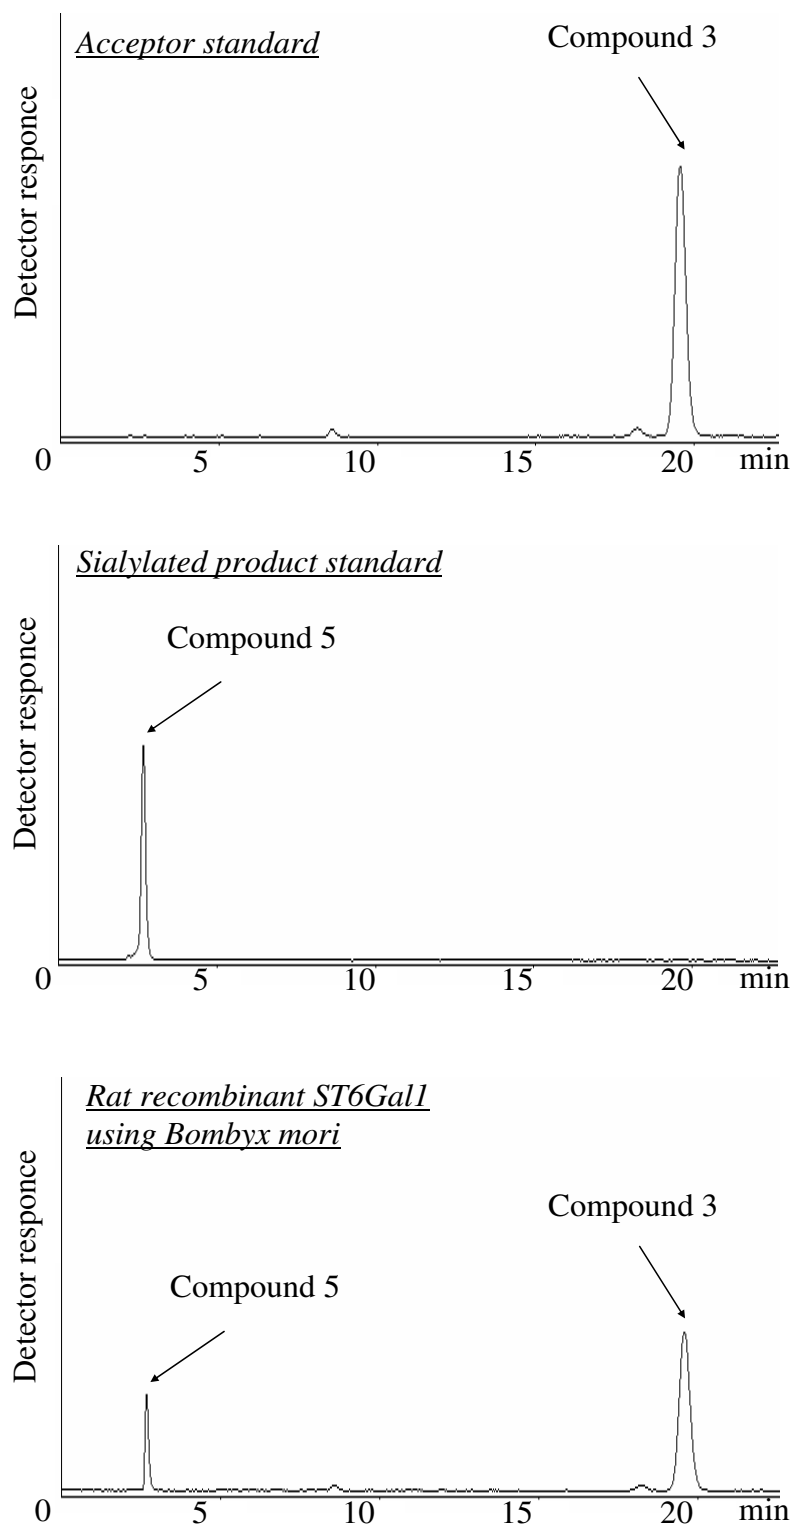 Acceptor standard
Compound 3
Detector responce
0 5 10 15 20 min
Sialylated product standard
Compound 5
Detector responce
0 5 10 15 20 min
Rat recombinant ST6Gal1
using Bombyx mori
Compound 3
Compound 5
Detector responce
0 5 10 15 20 min